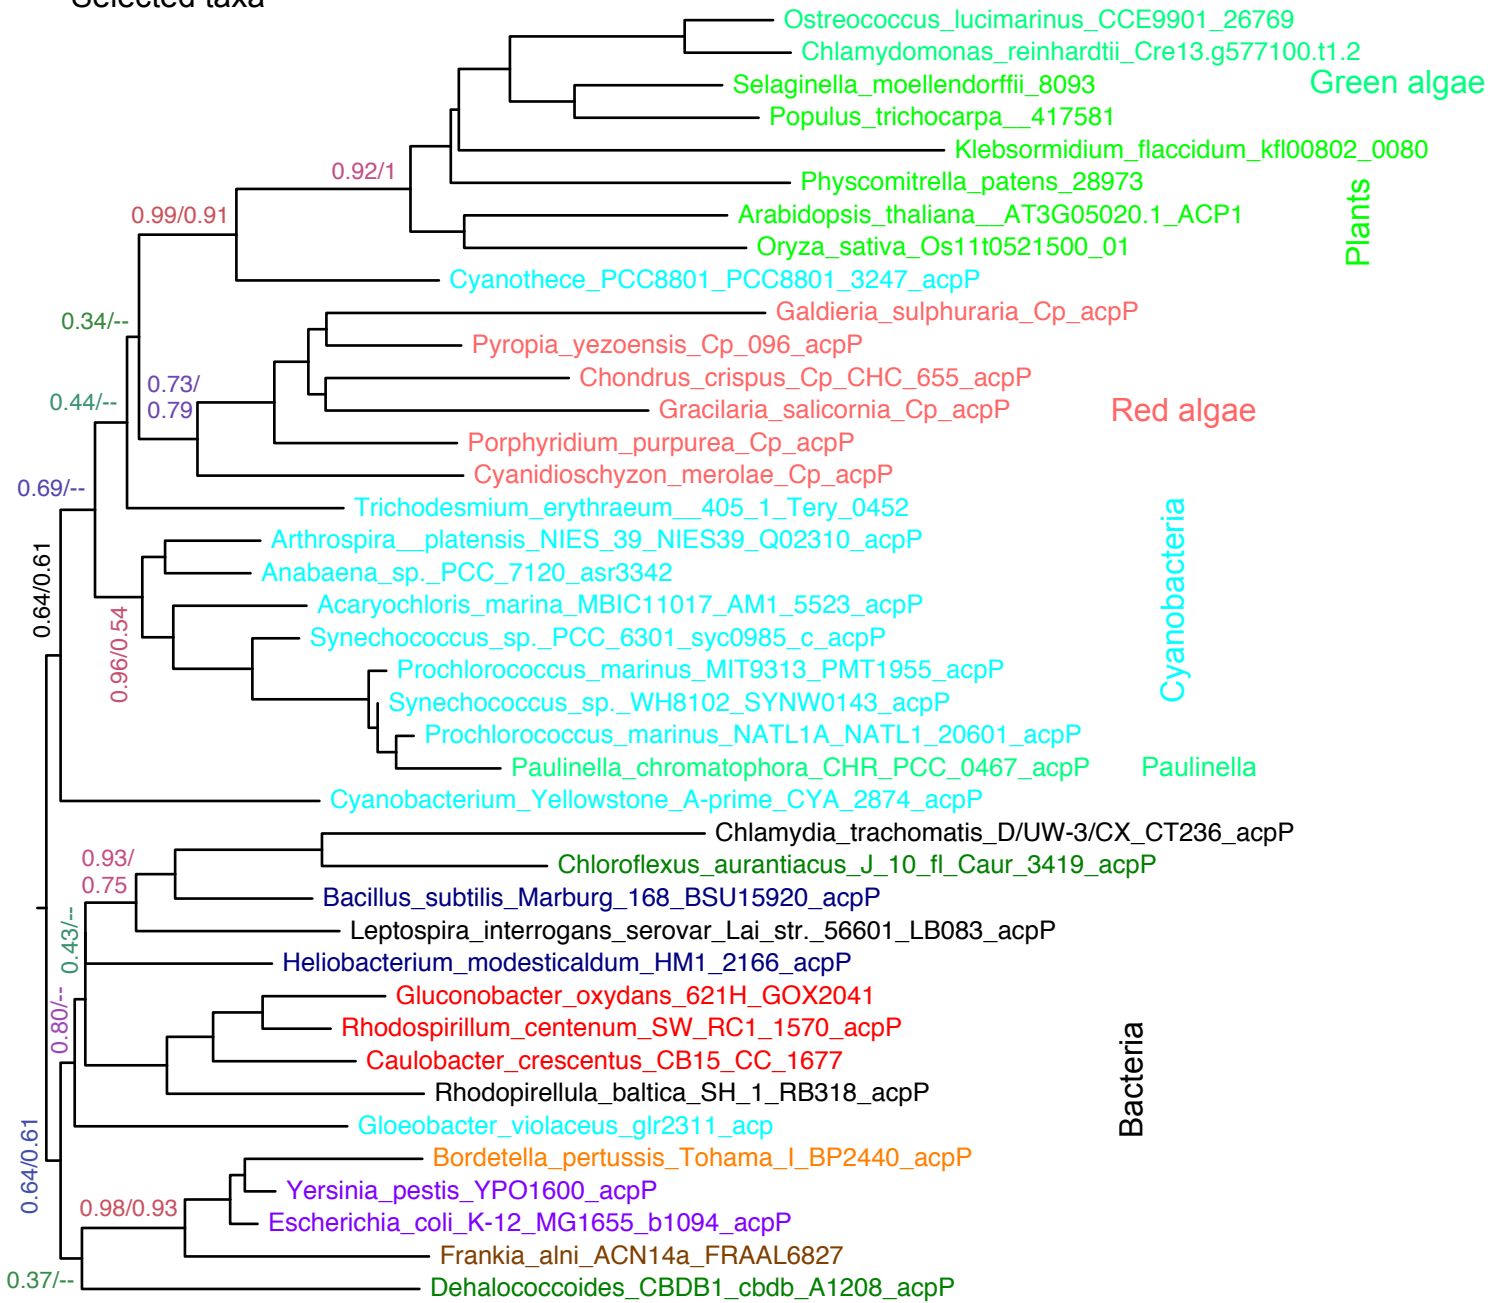 Selected taxa
Ostreococcus_lucimarinus_CCE9901_26769
Chlamydomonas_reinhardtii_Cre13.g577100.t1.2
Selaginella_moellendorffii_8093
Green algae
Populus_trichocarpa__417581
Klebsormidium_flaccidum_kfl00802_0080
0.92/1
Physcomitrella_patens_28973
Plants
0.99/0.91
Arabidopsis_thaliana__AT3G05020.1_ACP1
Oryza_sativa_Os11t0521500_01
Cyanothece_PCC8801_PCC8801_3247_acpP
Galdieria_sulphuraria_Cp_acpP
0.34/--
Pyropia_yezoensis_Cp_096_acpP
0.73/
0.79
Chondrus_crispus_Cp_CHC_655_acpP
0.44/--
Gracilaria_salicornia_Cp_acpP
Red algae
Porphyridium_purpurea_Cp_acpP
Cyanidioschyzon_merolae_Cp_acpP
0.69/--
Trichodesmium_erythraeum__405_1_Tery_0452
Cyanobacteria
Arthrospira__platensis_NIES_39_NIES39_Q02310_acpP
Anabaena_sp._PCC_7120_asr3342
0.64/0.61
Acaryochloris_marina_MBIC11017_AM1_5523_acpP
Synechococcus_sp._PCC_6301_syc0985_c_acpP
0.96/0.54
Prochlorococcus_marinus_MIT9313_PMT1955_acpP
Synechococcus_sp._WH8102_SYNW0143_acpP
Prochlorococcus_marinus_NATL1A_NATL1_20601_acpP
Paulinella_chromatophora_CHR_PCC_0467_acpP
Paulinella
Cyanobacterium_Yellowstone_A-prime_CYA_2874_acpP
Chlamydia_trachomatis_D/UW-3/CX_CT236_acpP
0.93/
0.75
Chloroflexus_aurantiacus_J_10_fl_Caur_3419_acpP
Bacillus_subtilis_Marburg_168_BSU15920_acpP
Leptospira_interrogans_serovar_Lai_str._56601_LB083_acpP
0.43/--
Heliobacterium_modesticaldum_HM1_2166_acpP
Gluconobacter_oxydans_621H_GOX2041
0.80/--
Rhodospirillum_centenum_SW_RC1_1570_acpP
Caulobacter_crescentus_CB15_CC_1677
Bacteria
Rhodopirellula_baltica_SH_1_RB318_acpP
Gloeobacter_violaceus_glr2311_acp
0.64/0.61
Bordetella_pertussis_Tohama_I_BP2440_acpP
Yersinia_pestis_YPO1600_acpP
0.98/0.93
Escherichia_coli_K-12_MG1655_b1094_acpP
Frankia_alni_ACN14a_FRAAL6827
0.37/--
Dehalococcoides_CBDB1_cbdb_A1208_acpP